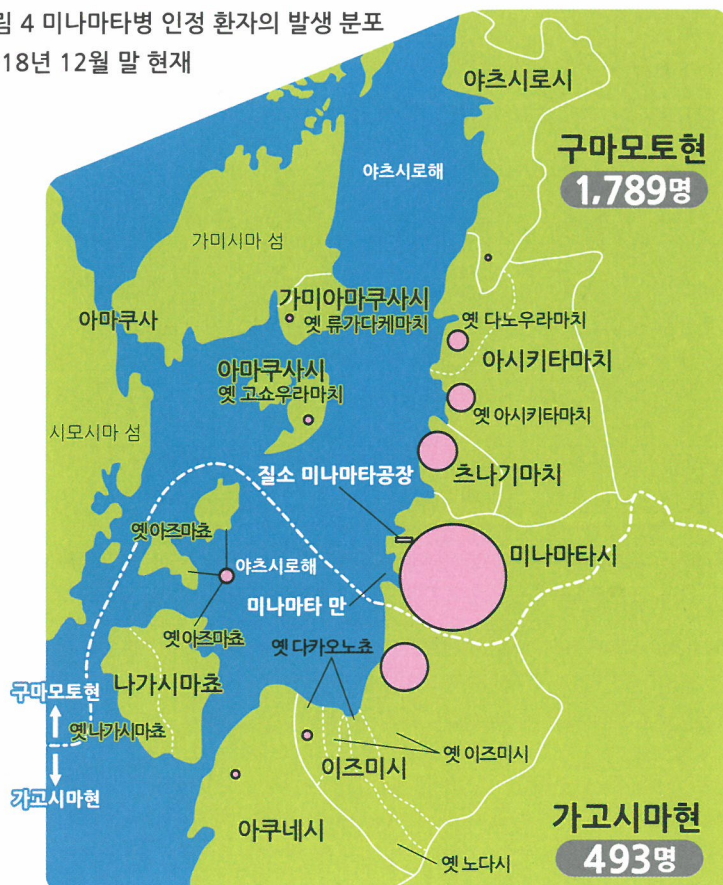 림 4 미나마타병 인정 환자의 발생 분포
18년 12월 말 현재
야츠시로시
구마모토현
1,789명
야츠시로해
가미시마 섬
가미아마쿠사시
옛 류가다케마치
아마쿠사
옛 다노우라마치
아시키타마치
아마쿠사시
옛 고쇼우라마치
옛 아시키타마치
시모시마 섬
츠나기마치
질소 미나마타공장
옛 아즈마쵸
미나마타시
야츠시로해
미나마타 만
옛 아즈마쵸
옛 다카오노쵸
나가시마쵸
구마모토현
옛 나가시마쵸
옛 이즈미시
이즈미시
가고시마현
아쿠네시
가고시마현
493명
옛 노다시